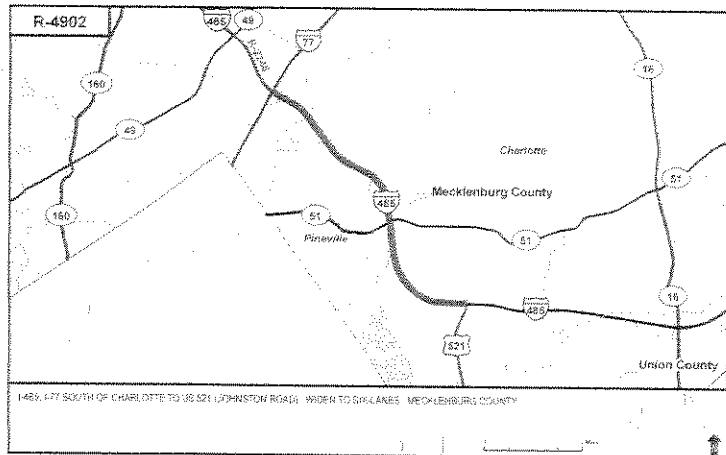 R-4902
485
49
77
160
R-2248
16
49
Charlotte
51
485
Mecklenburg County
160
51
Pineville
51
16
485
521
Union County
I-485, I-77 SOUTH OF CHARLOTTE TO US 521 (JOHNSTON ROAD). WIDEN TO SIX LANES. MECKLENBURG COUNTY